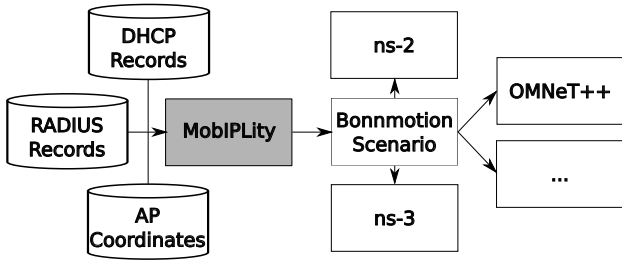 DHCP
Records
RADIUS
Records
AP
Coordinates
MobIPLity
ns-2
Bonnmotion
Scenario
ns-3
OMNeT++
...